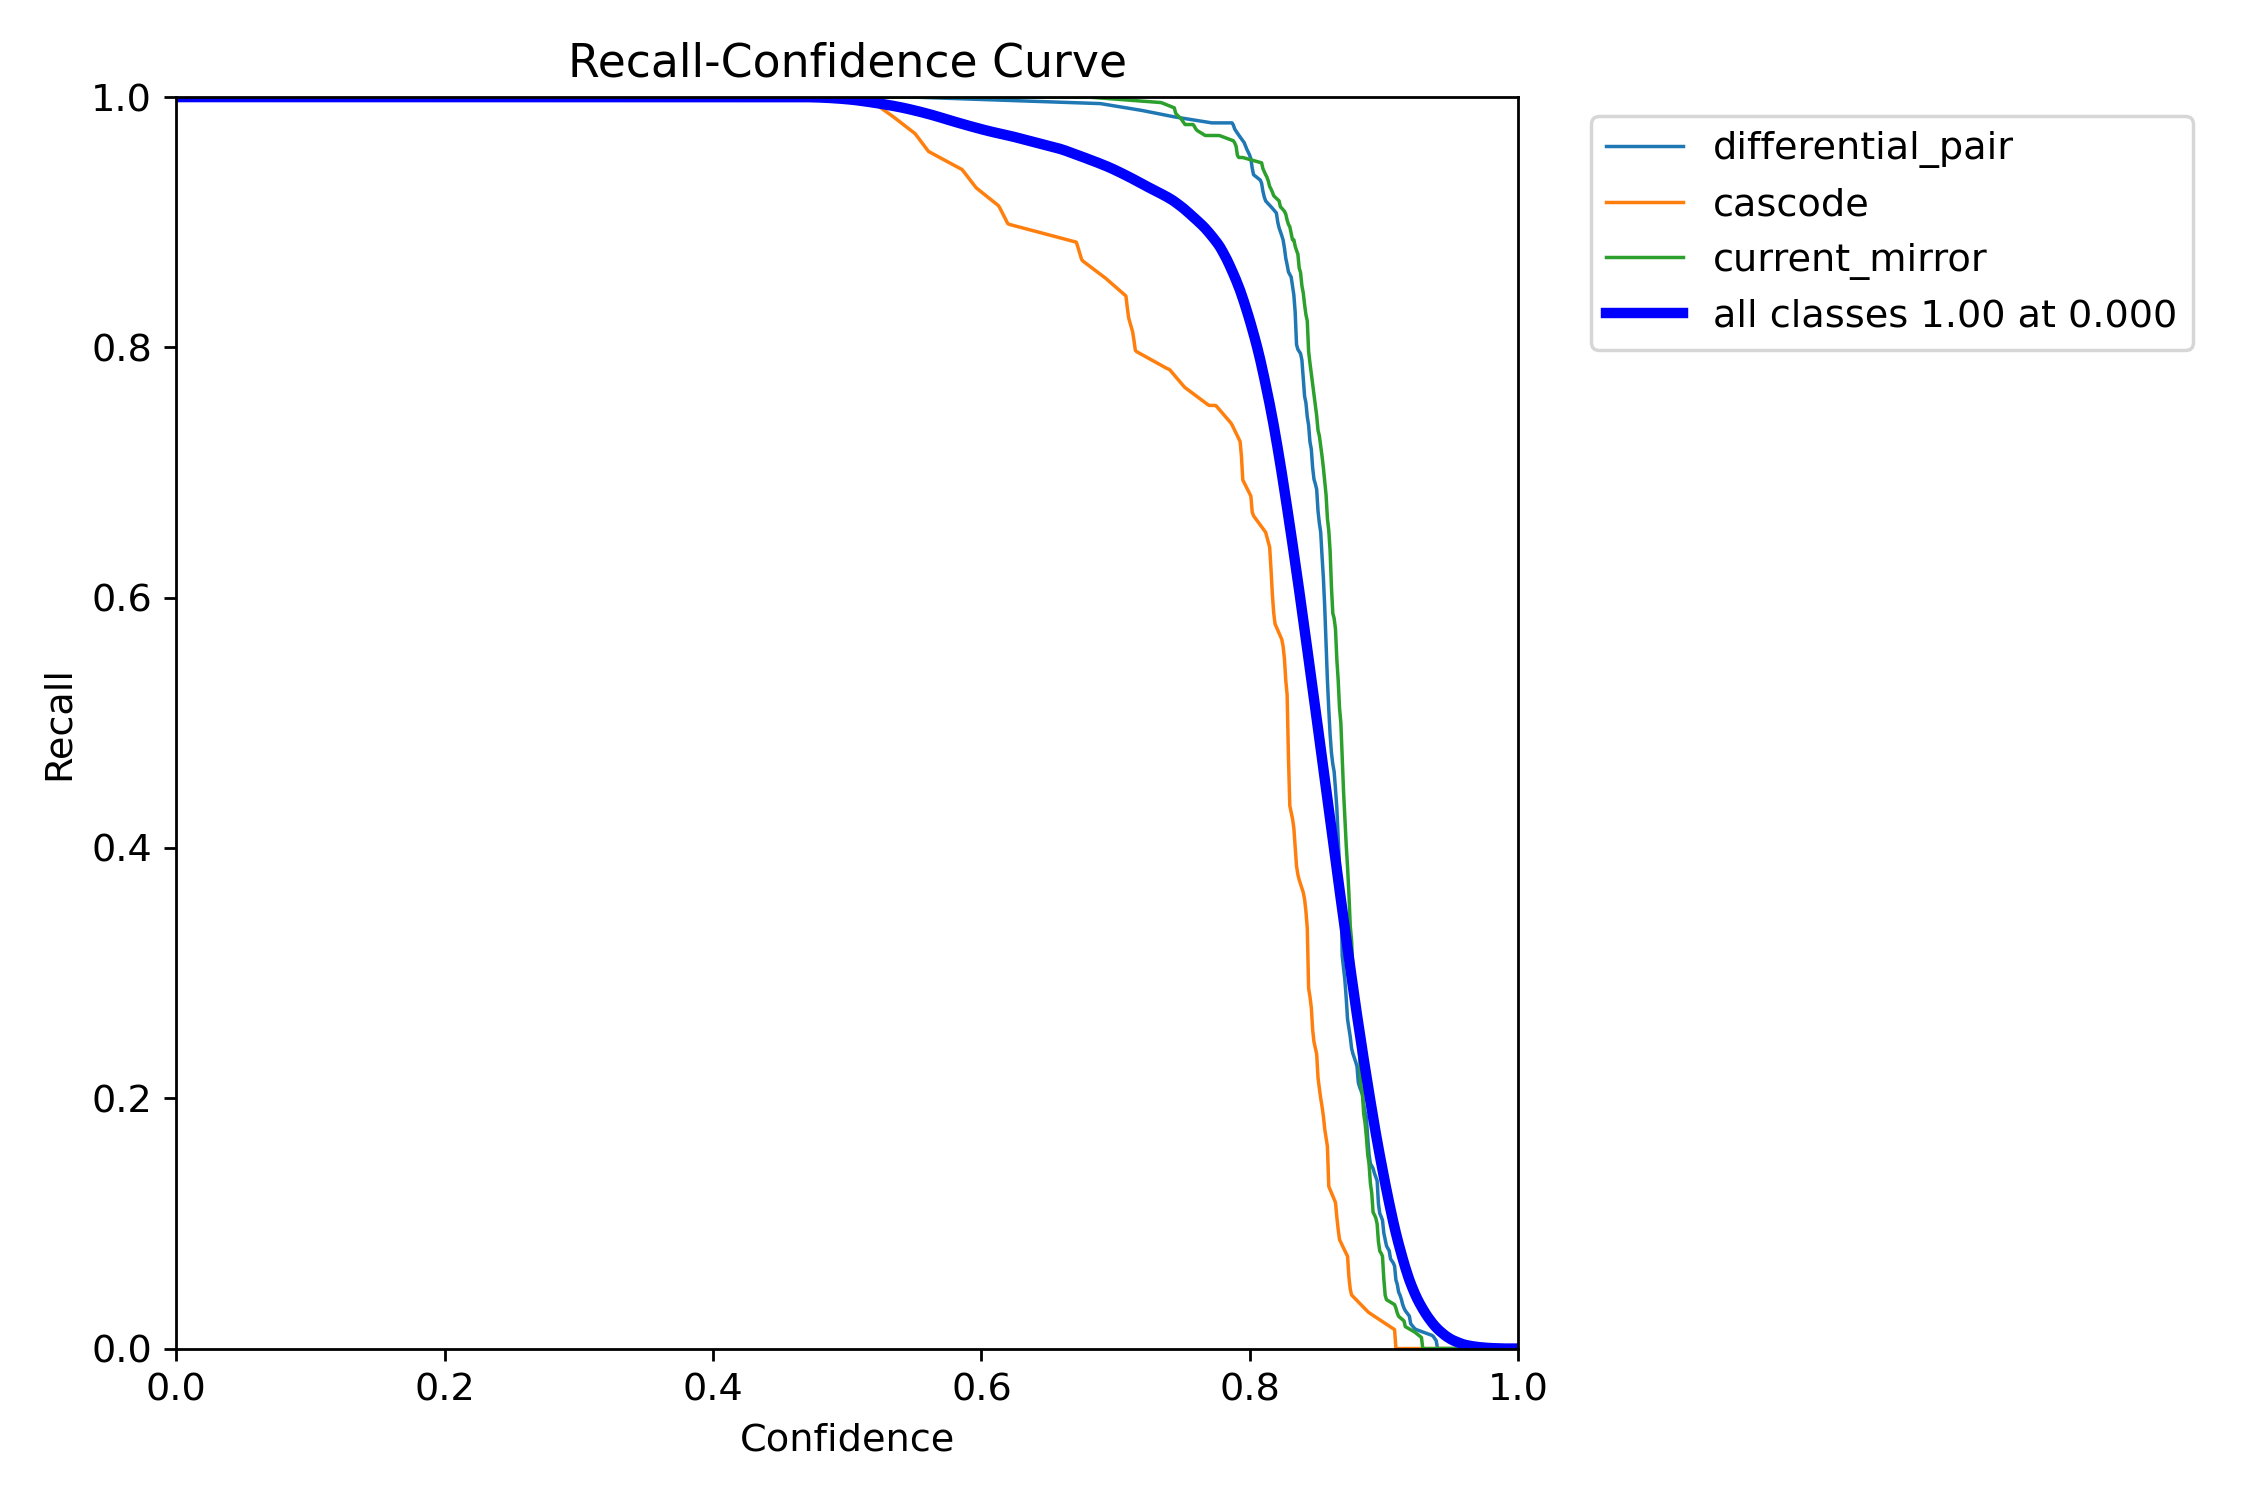 Recall-Confidence Curve
1.0
0.8
0.6
0.4
0.2
0.0
Recall
0.0 0.2 0.4 0.6 0.8 1.0
Confidence
differential_pair
cascode
current_mirror
all classes 1.00 at 0.000